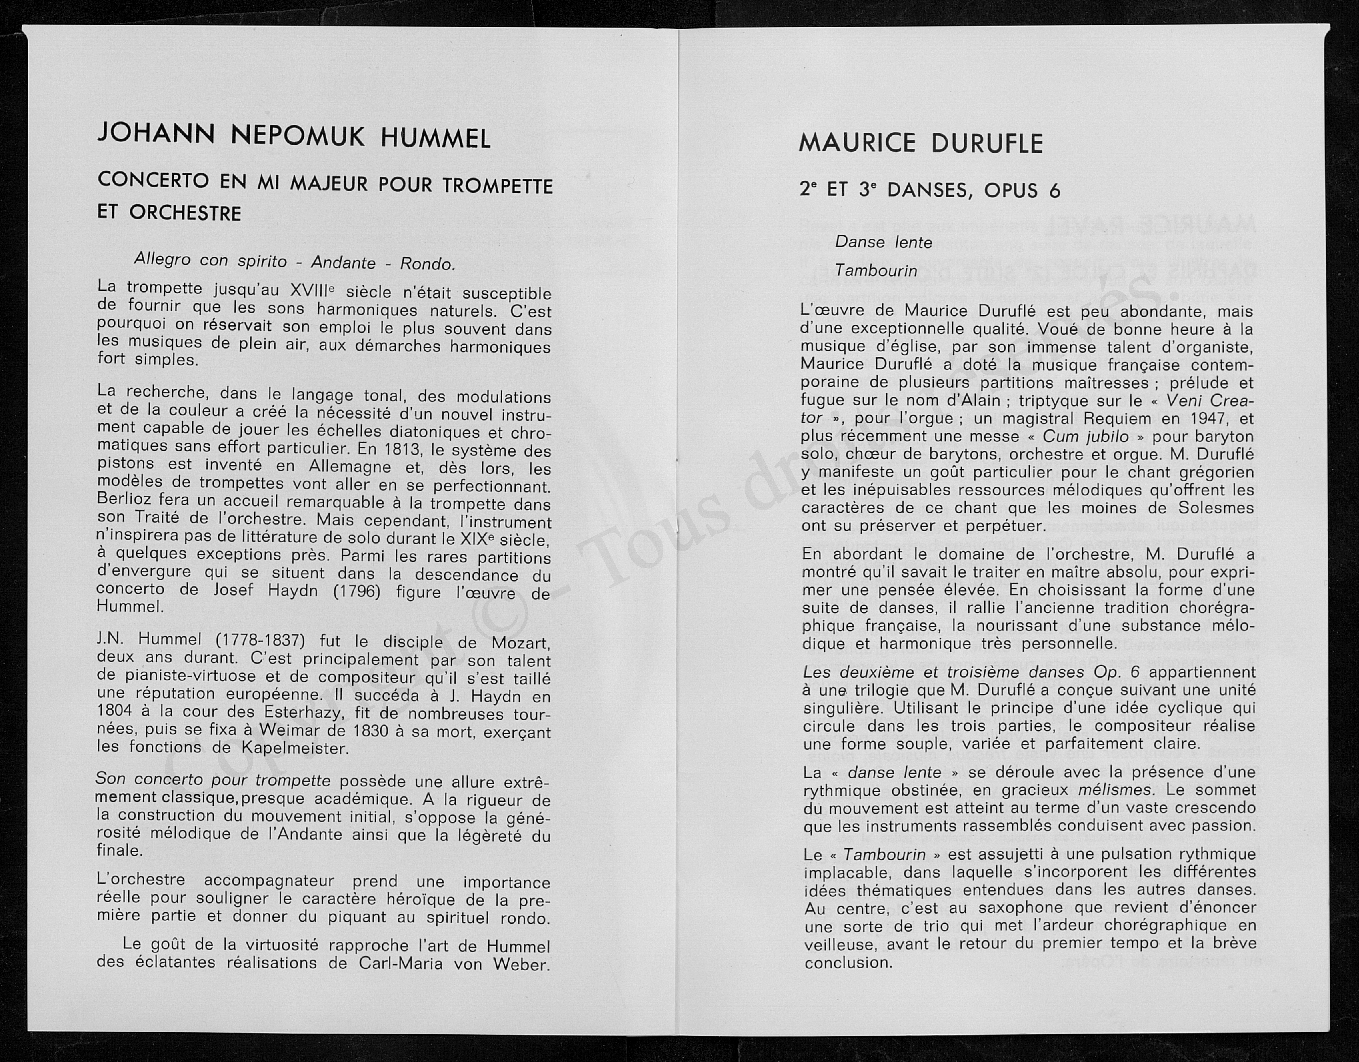 JOHANN NEPOMUK HUMMEL
CONCERTO EN MI MAJEUR POUR TROMPETTE
ET ORCHESTRE
Allegro con spirito - Andante - Rondo.
La trompette jusqu'au XVIIIe siècle n'était susceptible
de fournir que les sons harmoniques naturels. C'est
pourquoi on réservait son emploi le plus souvent dans
les musiques de plein air, aux démarches harmoniques
fort simples.
La recherche, dans le langage tonal, des modulations
et de la couleur a créé la nécessité d'un nouvel instru-
ment capable de jouer les échelles diatoniques et chro-
matiques sans effort particulier. En 1813, le système des
pistons est inventé en Allemagne et, dès lors, les
modèles de trompettes vont aller en se perfectionnant.
Berlioz fera un accueil remarquable à la trompette dans
son Traité de l'orchestre. Mais cependant, l'instrument
n'inspirera pas de littérature de solo durant le XIXe siècle,
à quelques exceptions près. Parmi les rares partitions
d'envergure qui se situent dans la descendance du
concerto de Josef Haydn (1796) figure l'œuvre de
Hummel.
J.N. Hummel (1778-1837) fut le disciple de Mozart,
deux ans durant. C'est principalement par son talent
de pianiste-virtuose et de compositeur qu'il s'est taillé
une réputation européenne. Il succéda à J. Haydn en
1804 à la cour des Esterhazy, fit de nombreuses tour-
nées, puis se fixa à Weimar de 1830 à sa mort, exerçant
les fonctions de Kapelmeister.
Son concerto pour trompette possède une allure extrê-
mement classique, presque académique. A la rigueur de
la construction du mouvement initial, s'oppose la géné-
rosité mélodique de l'Andante ainsi que la légèreté du
finale.
L'orchestre accompagnateur prend une importance
réelle pour souligner le caractère héroïque de la pre-
mière partie et donner du piquant au spirituel rondo.
Le goût de la virtuosité rapproche l'art de Hummel
des éclatantes réalisations de Carl-Maria von Weber.
MAURICE DURUFLE
2e ET 3e DANSES, OPUS 6
Danse lente
Tambourin
L'œuvre de Maurice Duruflé est peu abondante, mais
d'une exceptionnelle qualité. Voué de bonne heure à la
musique d'église, par son immense talent d'organiste,
Maurice Duruflé a doté la musique française contem-
poraine de plusieurs partitions maîtresses ; prélude et
fugue sur le nom d'Alain ; triptyque sur le « Veni Crea-
tor », pour l'orgue ; un magistral Requiem en 1947, et
plus récemment une messe « Cum jubilo » pour baryton
solo, chœur de barytons, orchestre et orgue. M. Duruflé
y manifeste un goût particulier pour le chant grégorien
et les inépuisables ressources mélodiques qu'offrent les
caractères de ce chant que les moines de Solesmes
ont su préserver et perpétuer.
En abordant le domaine de l'orchestre, M. Duruflé a
montré qu'il savait le traiter en maître absolu, pour expri-
mer une pensée élevée. En choisissant la forme d'une
suite de danses, il rallie l'ancienne tradition chorégra-
phique française, la nourissant d'une substance mélo-
dique et harmonique très personnelle.
Les deuxième et troisième danses Op. 6 appartiennent
à une trilogie que M. Duruflé a conçue suivant une unité
singulière. Utilisant le principe d'une idée cyclique qui
circule dans les trois parties, le compositeur réalise
une forme souple, variée et parfaitement claire.
La « danse lente » se déroule avec la présence d'une
rythmique obstinée, en gracieux mélismes. Le sommet
du mouvement est atteint au terme d'un vaste crescendo
que les instruments rassemblés conduisent avec passion.
Le « Tambourin » est assujetti à une pulsation rythmique
implacable, dans laquelle s'incorporent les différentes
idées thématiques entendues dans les autres danses.
Au centre, c'est au saxophone que revient d'énoncer
une sorte de trio qui met l'ardeur chorégraphique en
veilleuse, avant le retour du premier tempo et la brève
conclusion.
Copyright © - Tous droits réservés.